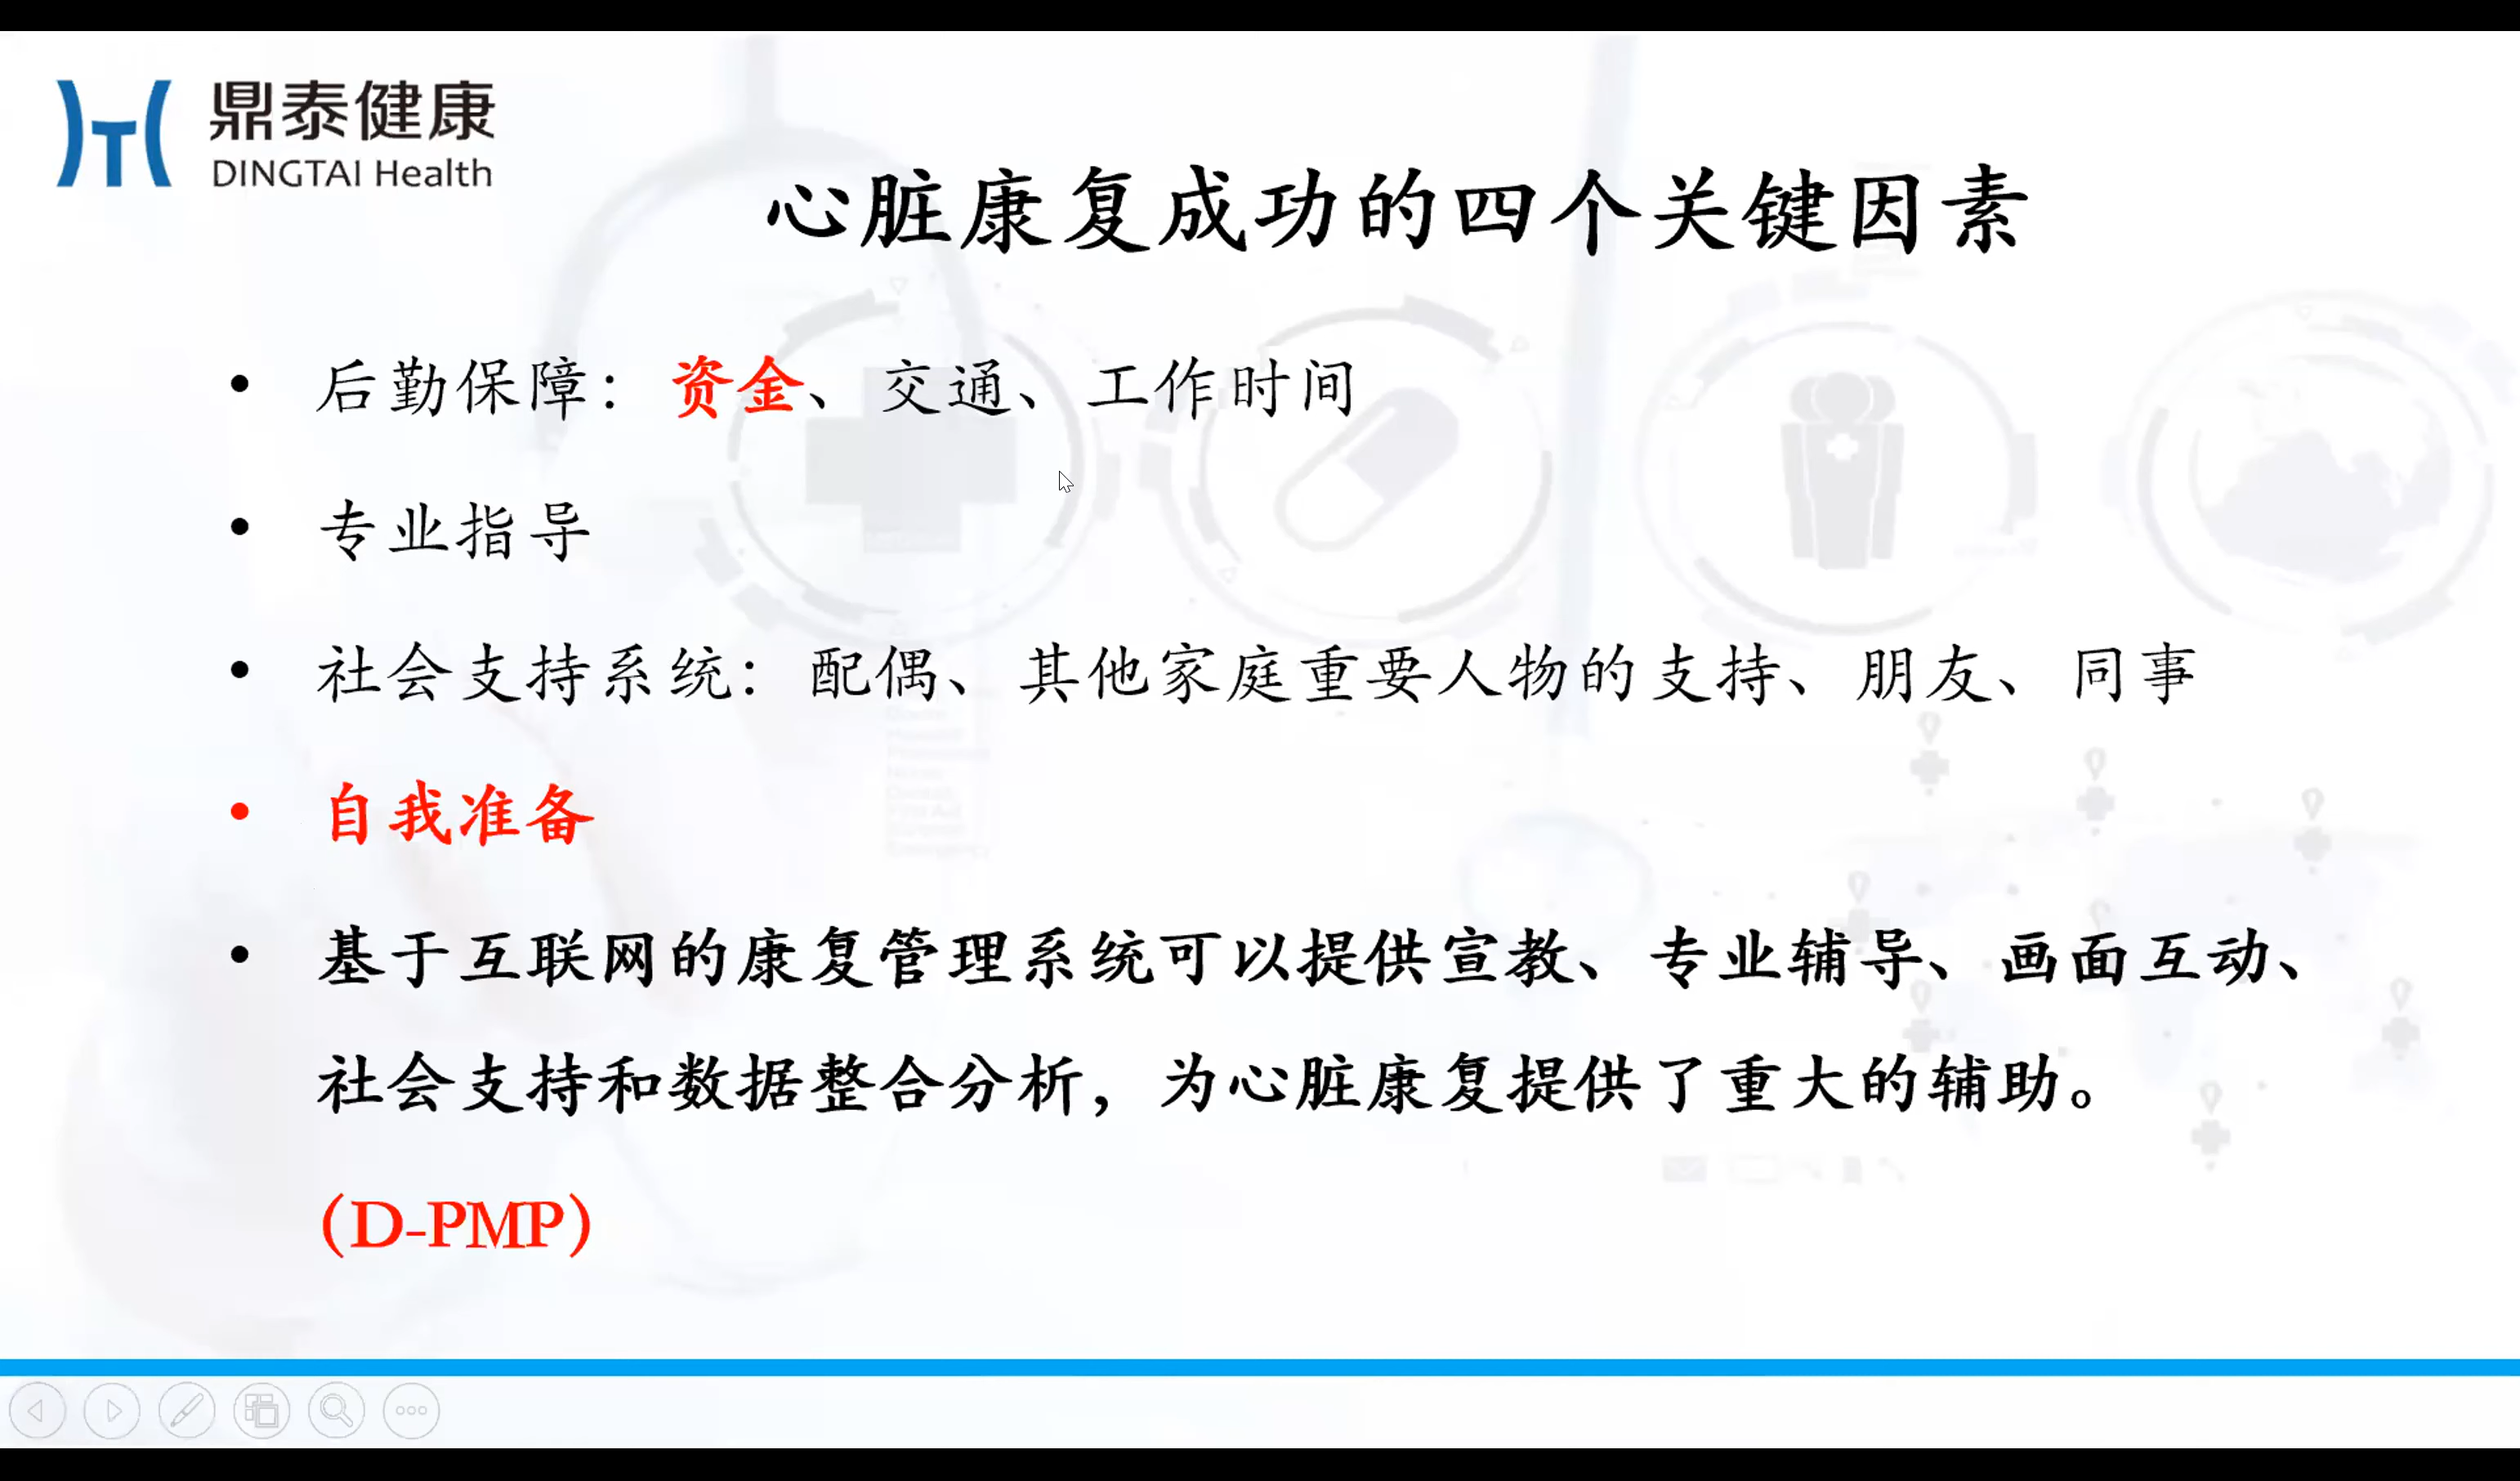 鼎泰健康
DINGTAI Health
心脏康复成功的四个关键因素
• 后勤保障：资金、交通、工作时间
• 专业指导
• 社会支持系统：配偶、其他家庭重要人物的支持、朋友、同事
• 自我准备
• 基于互联网的康复管理系统可以提供宣教、专业辅导、画面互动、
社会支持和数据整合分析，为心脏康复提供了重大的辅助。
（D-PMP）